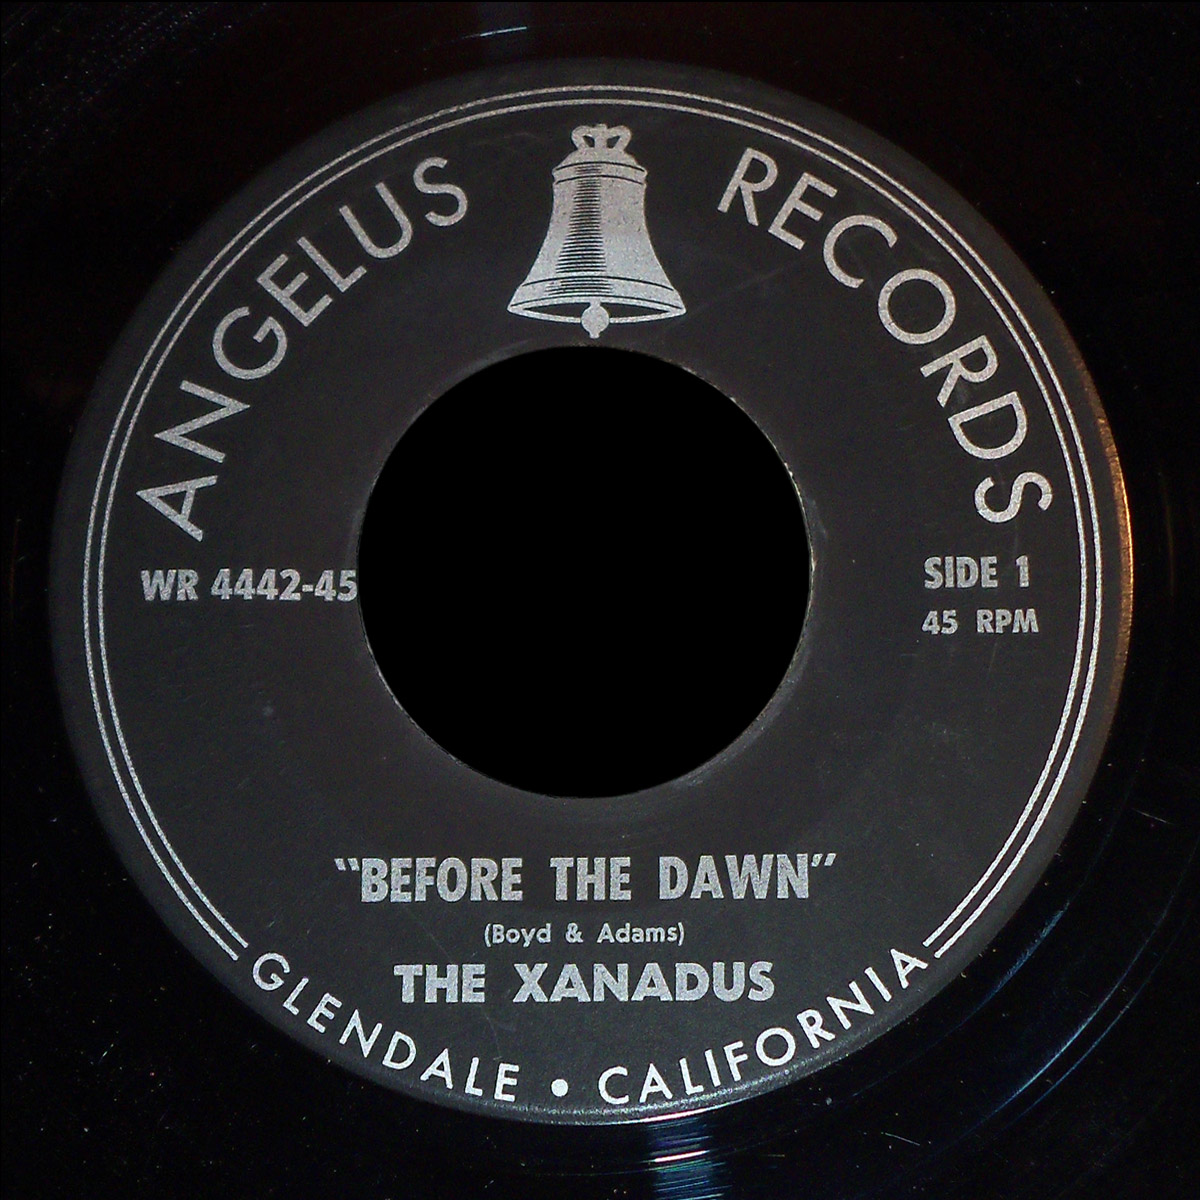 ANGELUS RECORDS
WR 4442-45
SIDE 1
45 RPM
"BEFORE THE DAWN"
(Boyd & Adams)
THE XANADUS
GLENDALE • CALIFORNIA